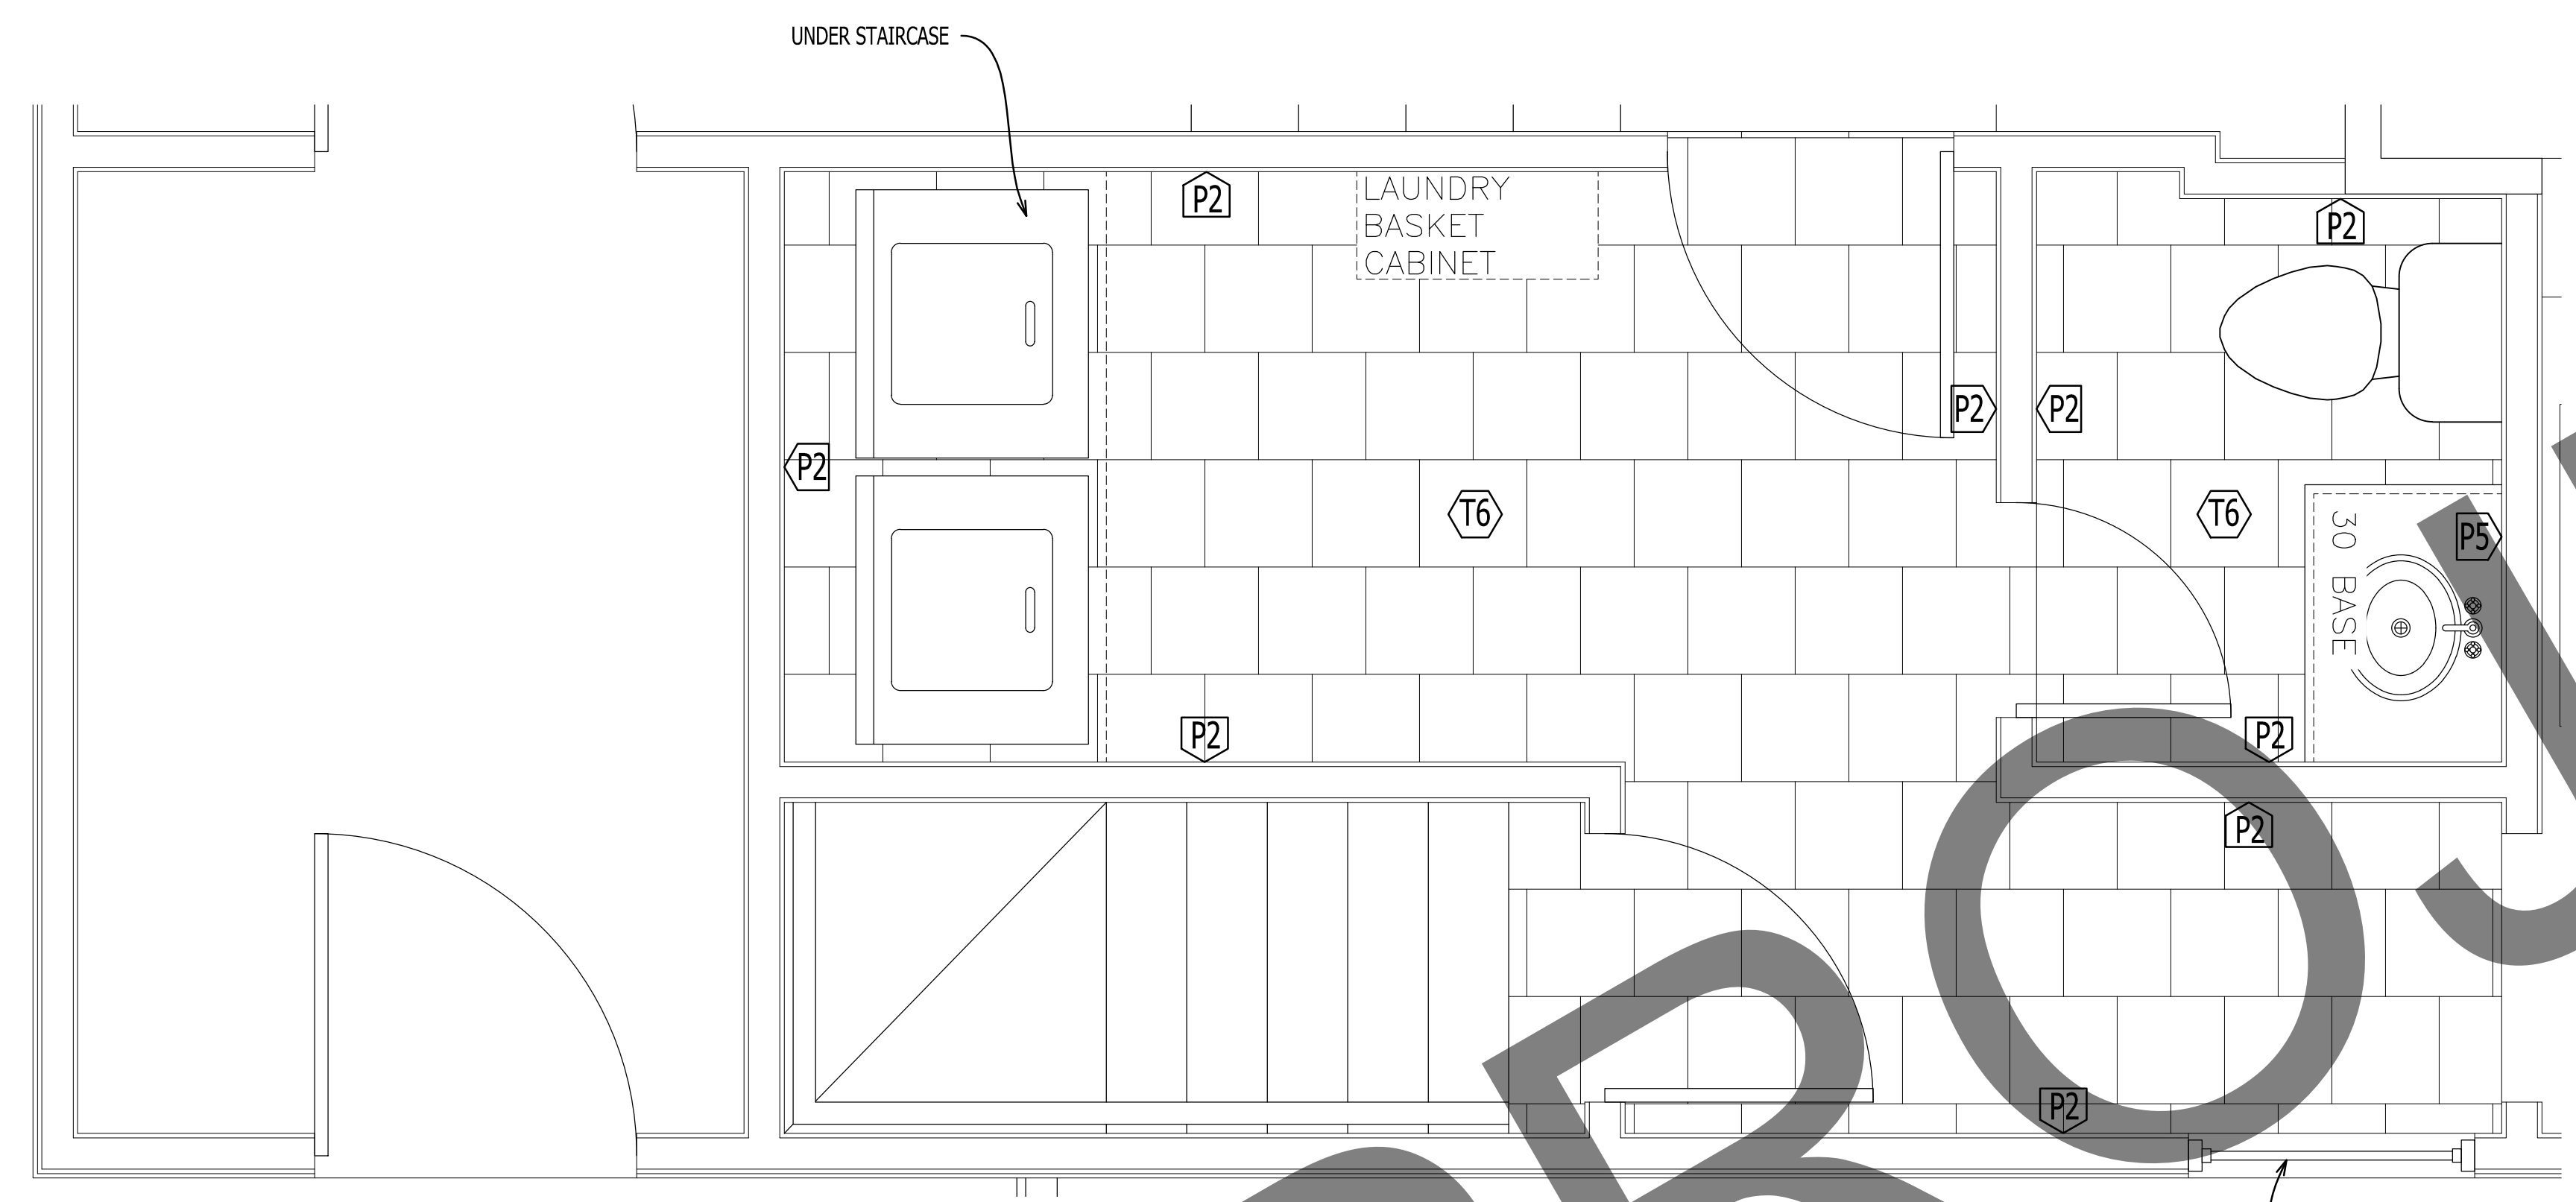 UNDER STAIRCASE
P2
LAUNDRY
BASKET
CABINET
P2
P2
P2
P2
T6
T6
P5
30 BASE
P2
P2
P2
P2